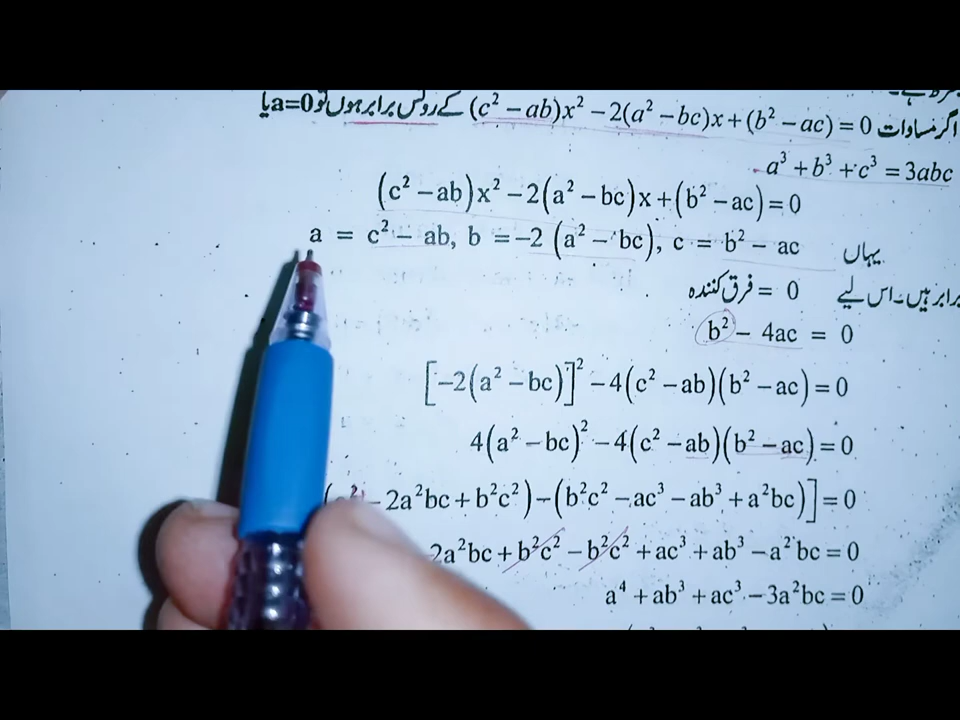 اگر مساوات (c² – ab)x² – 2(a² – bc)x + (b² – ac) = 0 کے روٹس برابر ہوں تو a=0 یا
a³ + b³ + c³ = 3abc
(c² – ab)x² – 2(a² – bc)x + (b² – ac) = 0
یہاں a = c² – ab, b = –2 (a² – bc), c = b² – ac
برابر ہیں۔ اس لیے فرق کنندہ = 0
b² – 4ac = 0
[–2(a² – bc)]² – 4(c² – ab)(b² – ac) = 0
4(a² – bc)² – 4(c² – ab)(b² – ac) = 0
– 2a²bc + b²c²) – (b²c² – ac³ – ab³ + a²bc)] = 0
2a²bc + b²c² – b²c² + ac³ + ab³ – a²bc = 0
a⁴ + ab³ + ac³ – 3a²bc = 0